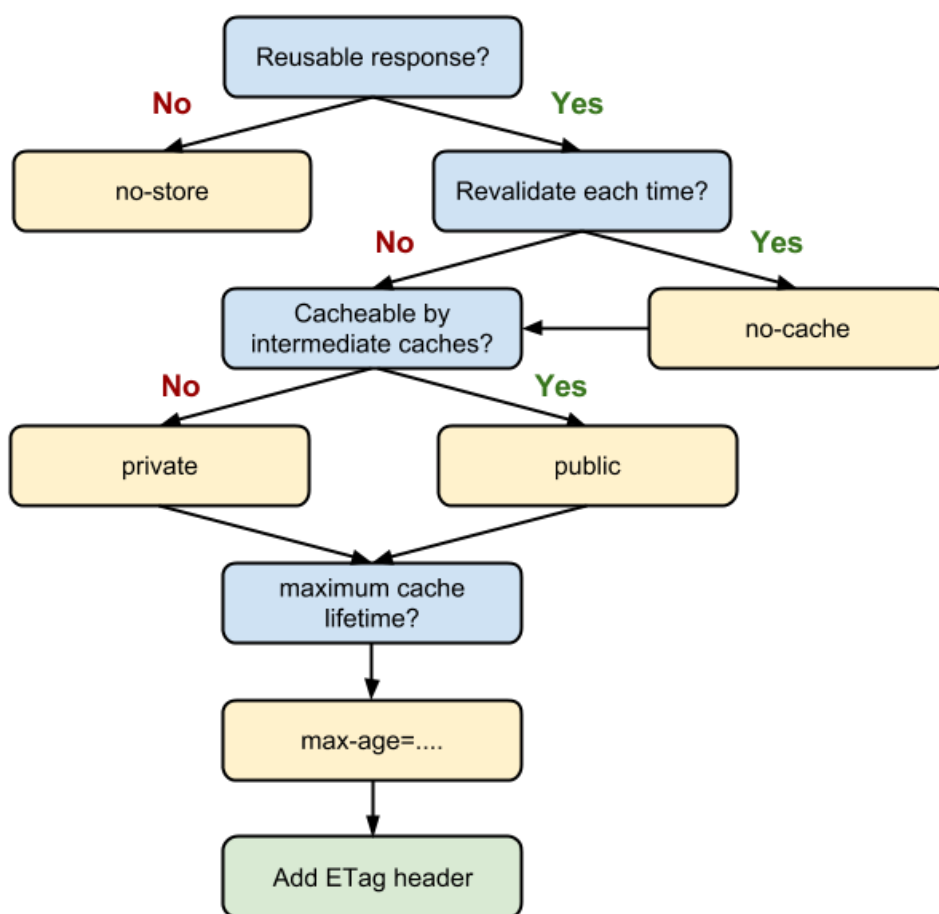 Reusable response?
No
Yes
no-store
Revalidate each time?
No
Yes
Cacheable by
intermediate caches?
no-cache
No
Yes
private
public
maximum cache
lifetime?
max-age=....
Add ETag header